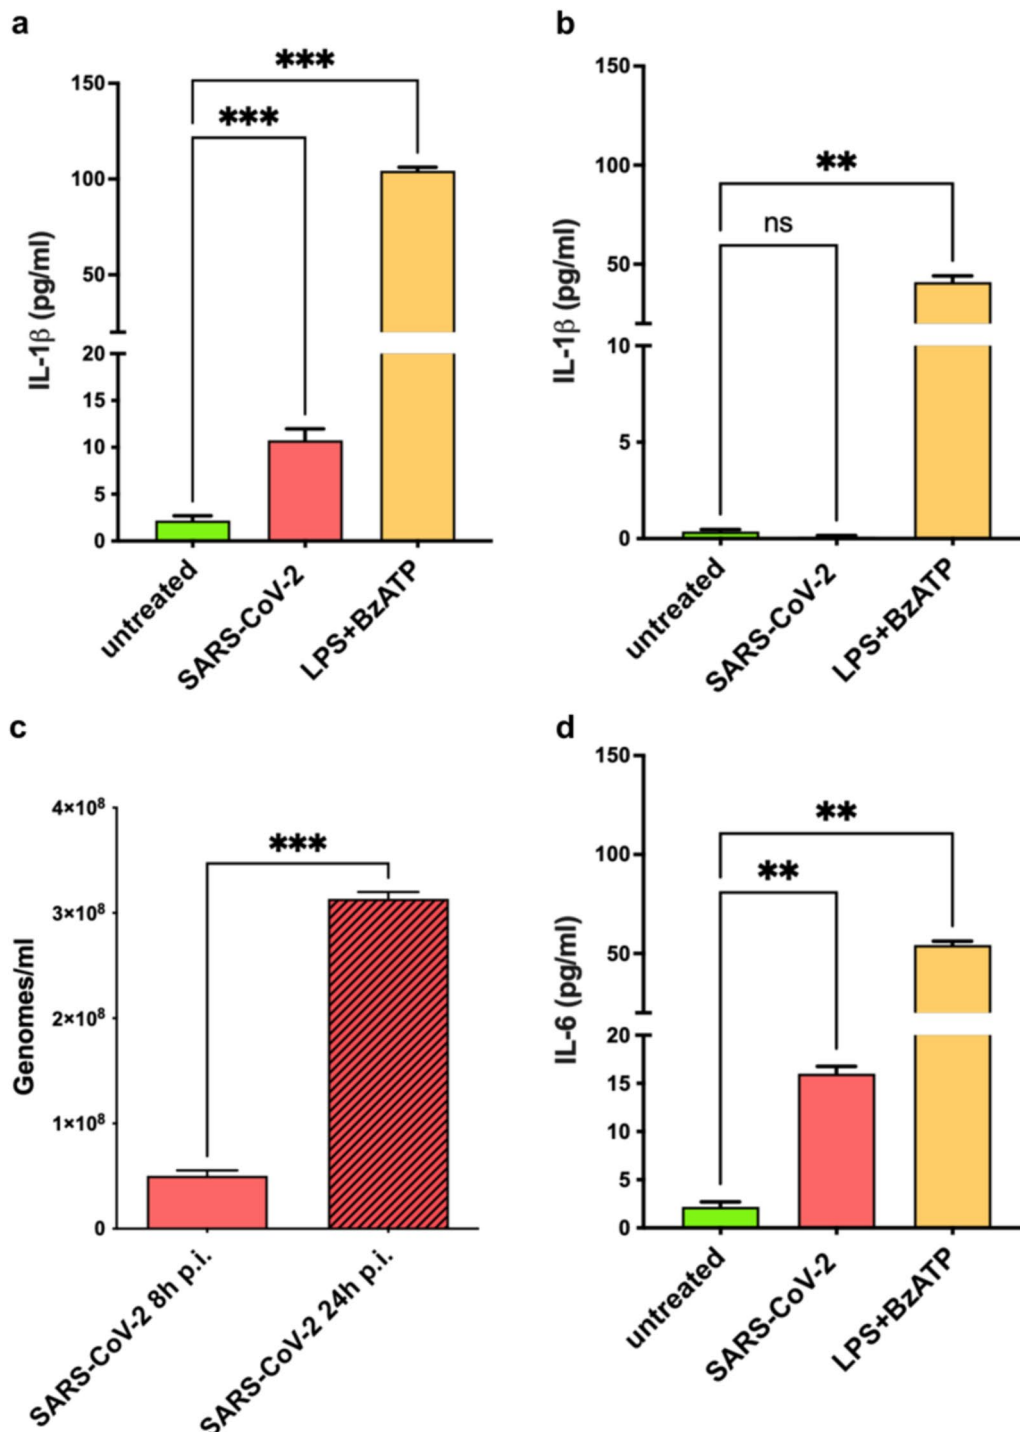 a
***
***
150
100
50
20
15
10
5
0
IL-1β (pg/ml)
untreated
SARS-CoV-2
LPS+BzATP
b
**
ns
150
100
50
10
5
0
IL-1β (pg/ml)
untreated
SARS-CoV-2
LPS+BzATP
c
***
4×10⁸
3×10⁸
2×10⁸
1×10⁸
0
Genomes/ml
SARS-CoV-2 8h p.i.
SARS-CoV-2 24h p.i.
d
**
**
150
100
50
20
15
10
5
0
IL-6 (pg/ml)
untreated
SARS-CoV-2
LPS+BzATP